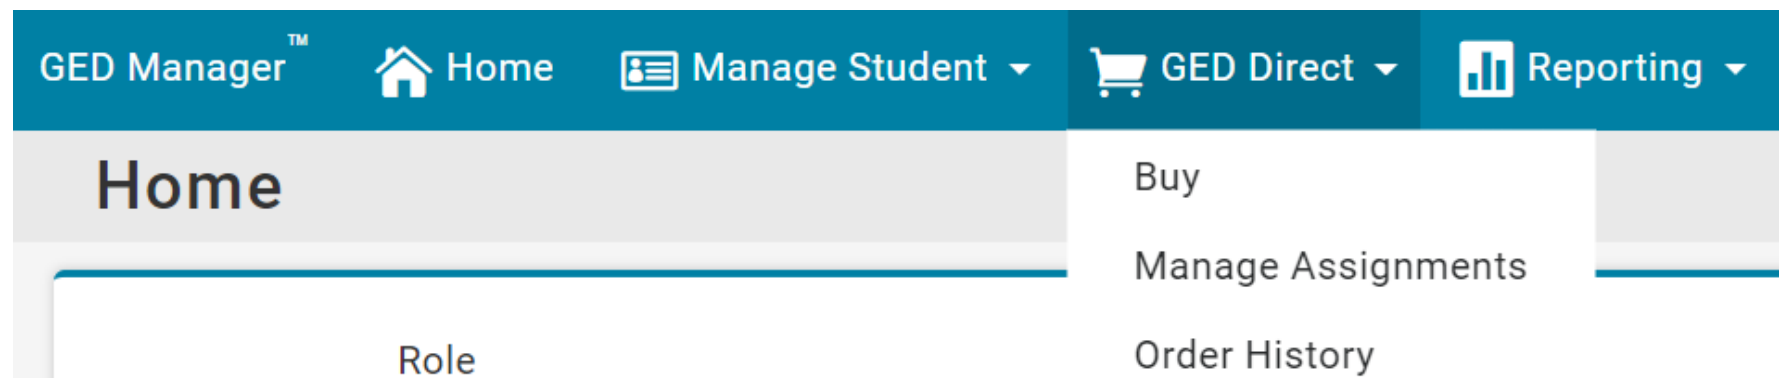 GED Manager™ Home Manage Student GED Direct Reporting
Home
Buy
Manage Assignments
Role
Order History